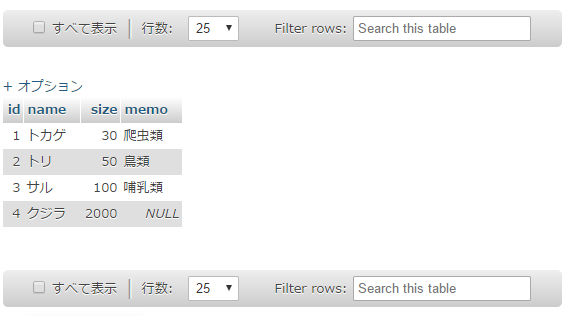 すべて表示 行数: 25 Filter rows: Search this table
+ オプション
id name size memo
1 トカゲ 30 爬虫類
2 トリ 50 鳥類
3 サル 100 哺乳類
4 クジラ 2000 NULL
すべて表示 行数: 25 Filter rows: Search this table